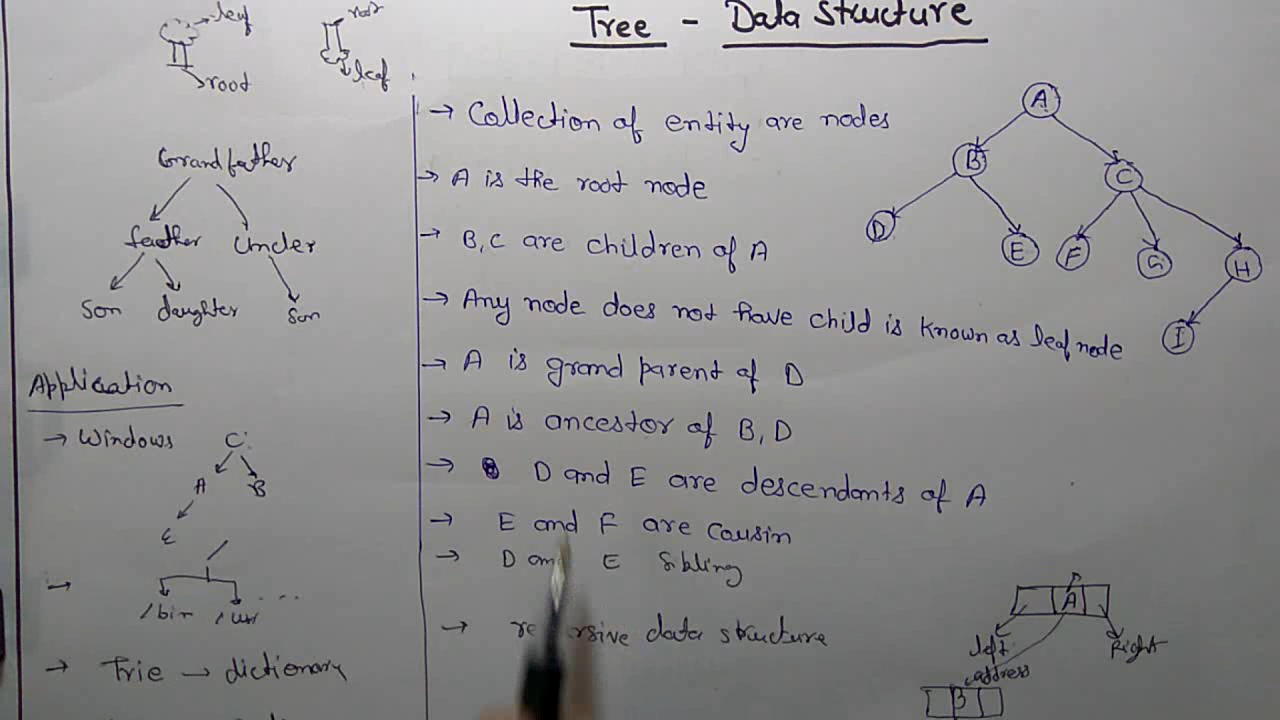 Tree - Data Structure
leaf
root
root
leaf
Grandfather
feather Uncler
Son daughter Son
Application
→ Windows
C:
A B
E
/
→ /bin /usr ...
→ Trie → dictionary
→ Collection of entity are nodes
→ A is the root node
→ B, C are children of A
→ Any node does not have child is known as leaf node
→ A is grand parent of D
→ A is ancestor of B, D
→ D and E are descendants of A
→ E and F are Cousin
→ D and E Sibling
→ data structure
A
B C
D E F G H
I
A
left Right
address
B